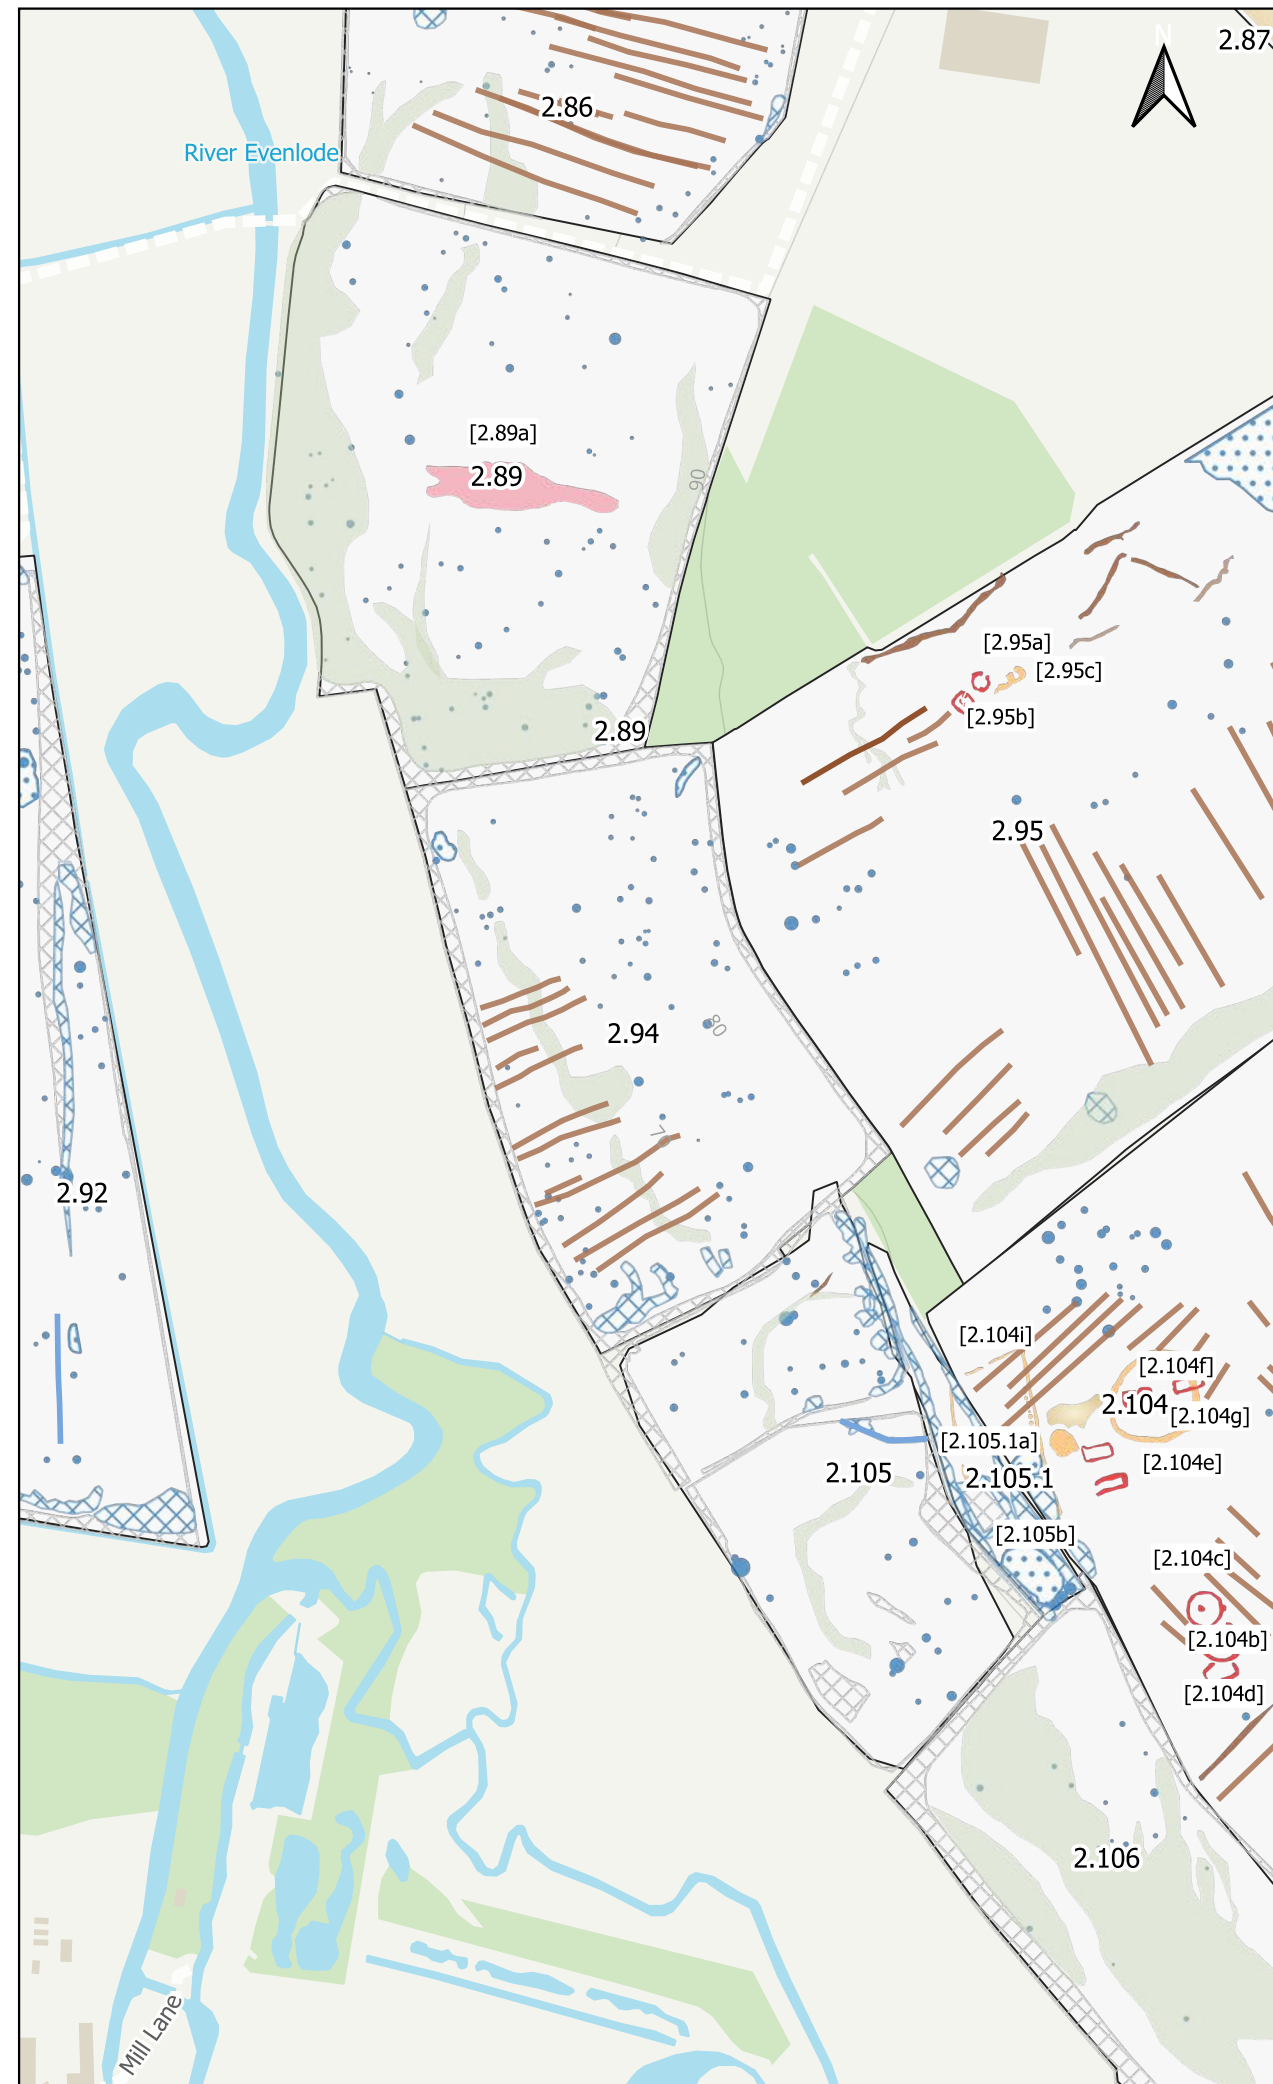 2.87
N
2.86
River Evenlode
[2.89a]
2.89
90
[2.95a]
[2.95c]
[2.95b]
2.89
2.95
2.94
80
70
2.92
[2.104i]
[2.104f]
2.104
[2.104g]
[2.105.1a]
[2.104e]
2.105
2.105.1
[2.105b]
[2.104c]
[2.104b]
[2.104d]
2.106
Mill Lane